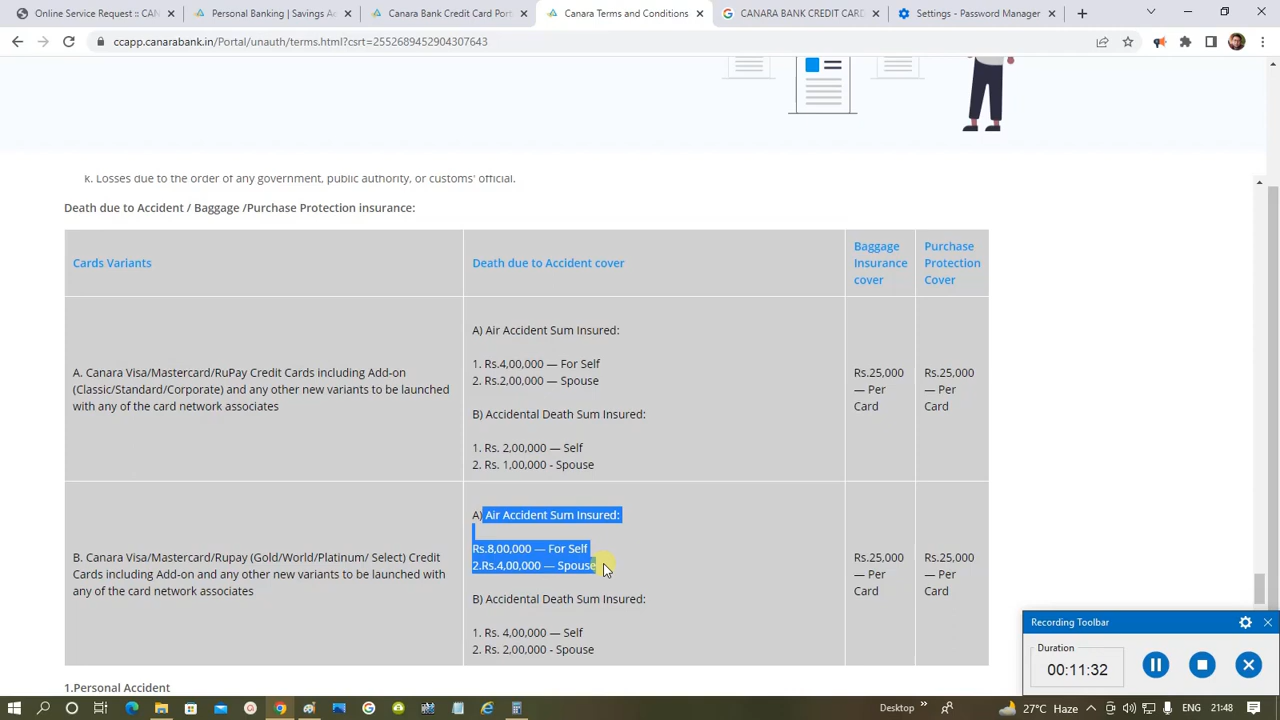 Online Service Request :: CAN
Personal Banking | Savings Ac
Canara Bank Credit Card Port
Canara Terms and Conditions
CANARA BANK CREDIT CARD
Settings - Password Manager
ccapp.canarabank.in/Portal/unauth/terms.html?csrt=2552689452904307643
k. Losses due to the order of any government, public authority, or customs' official.
Death due to Accident / Baggage /Purchase Protection insurance:
Cards Variants
Death due to Accident cover
Baggage
Insurance
cover
Purchase
Protection
Cover
A. Canara Visa/Mastercard/RuPay Credit Cards including Add-on
(Classic/Standard/Corporate) and any other new variants to be launched
with any of the card network associates
A) Air Accident Sum Insured:
1. Rs.4,00,000 — For Self
2. Rs.2,00,000 — Spouse
B) Accidental Death Sum Insured:
1. Rs. 2,00,000 — Self
2. Rs. 1,00,000 - Spouse
Rs.25,000
— Per
Card
Rs.25,000
— Per
Card
B. Canara Visa/Mastercard/Rupay (Gold/World/Platinum/ Select) Credit
Cards including Add-on and any other new variants to be launched with
any of the card network associates
A) Air Accident Sum Insured:
Rs.8,00,000 — For Self
2.Rs.4,00,000 — Spouse
B) Accidental Death Sum Insured:
1. Rs. 4,00,000 — Self
2. Rs. 2,00,000 - Spouse
Rs.25,000
— Per
Card
Rs.25,000
— Per
Card
1.Personal Accident
Recording Toolbar
Duration
00:11:32
Desktop
27°C Haze
ENG
21:48